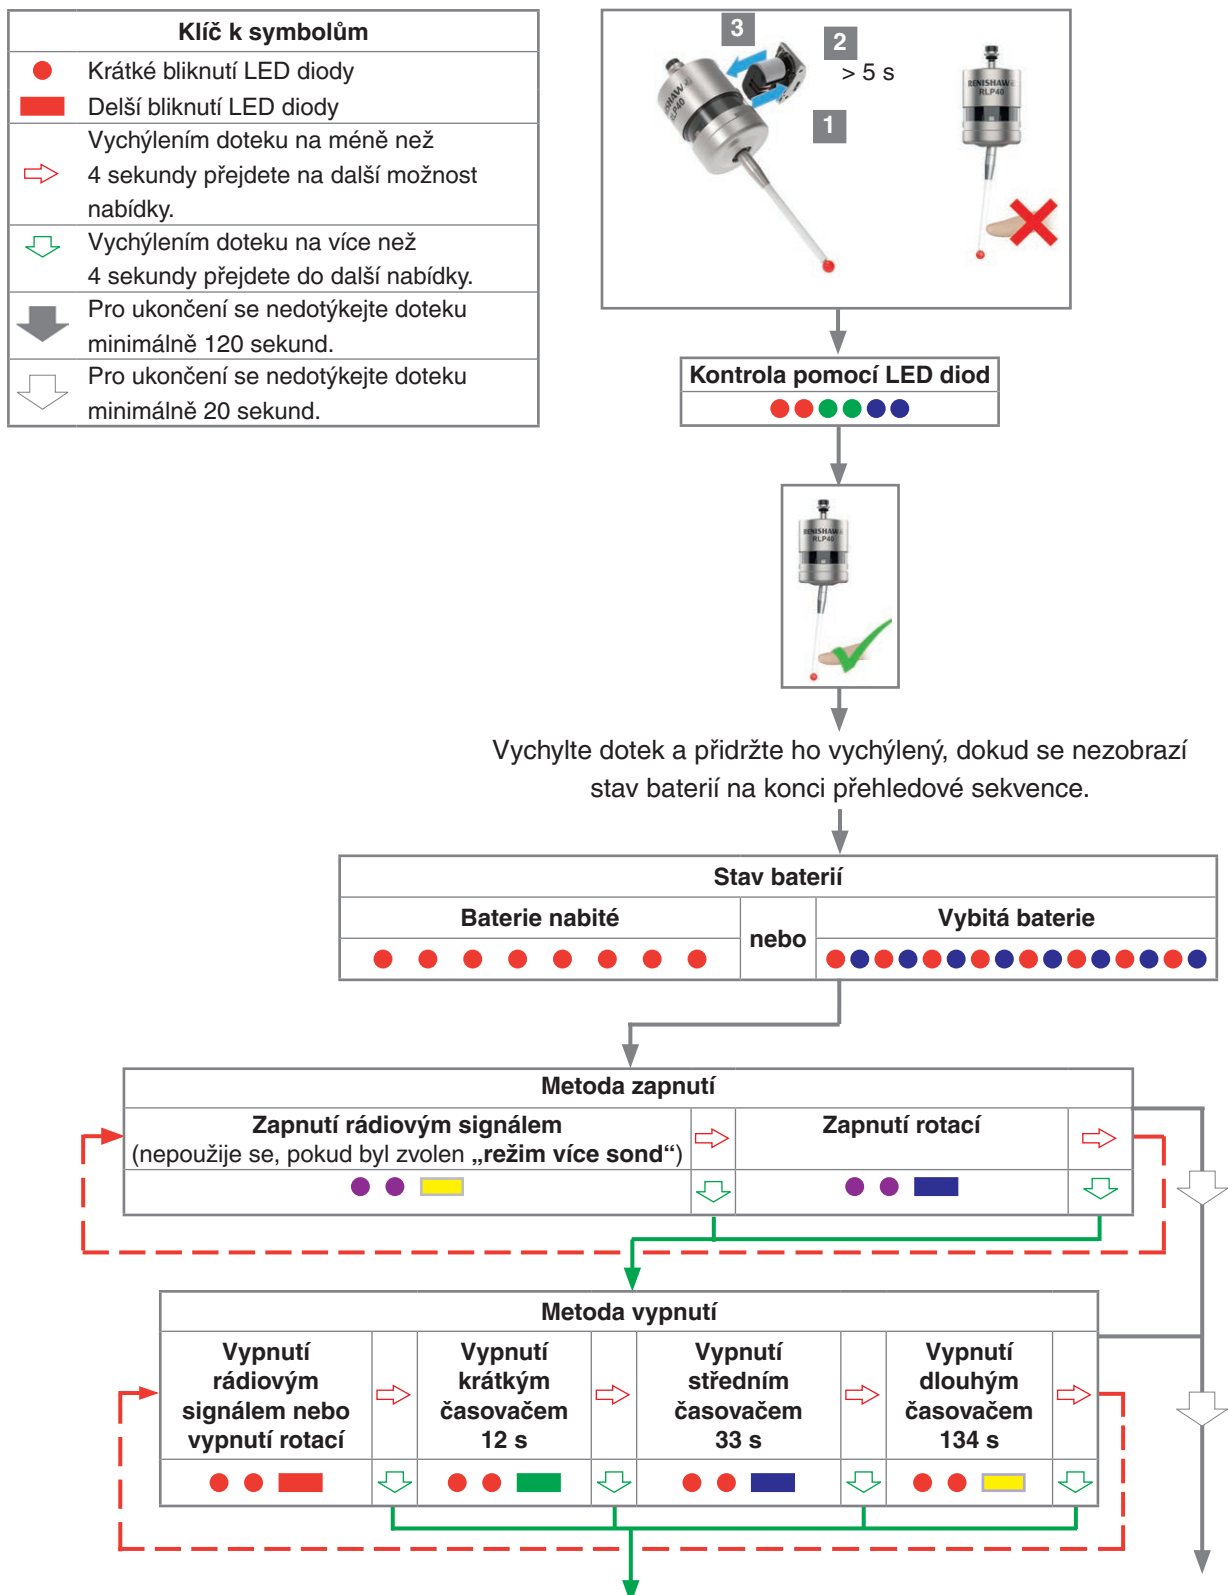 Klíč k symbolům
Krátké bliknutí LED diody
Delší bliknutí LED diody
Vychýlením doteku na méně než
4 sekundy přejdete na další možnost
nabídky.
Vychýlením doteku na více než
4 sekundy přejdete do další nabídky.
Pro ukončení se nedotýkejte doteku
minimálně 120 sekund.
Pro ukončení se nedotýkejte doteku
minimálně 20 sekund.
3
2
> 5 s
1
RENISHAW
RLP40
RENISHAW
RLP40
Kontrola pomocí LED diod
RENISHAW
RLP40
Vychylte dotek a přidržte ho vychýlený, dokud se nezobrazí
stav baterií na konci přehledové sekvence.
Stav baterií
Baterie nabité
nebo
Vybitá baterie
Metoda zapnutí
Zapnutí rádiovým signálem
(nepoužije se, pokud byl zvolen „režim více sond“)
Zapnutí rotací
Metoda vypnutí
Vypnutí
rádiovým
signálem nebo
vypnutí rotací
Vypnutí
krátkým
časovačem
12 s
Vypnutí
středním
časovačem
33 s
Vypnutí
dlouhým
časovačem
134 s